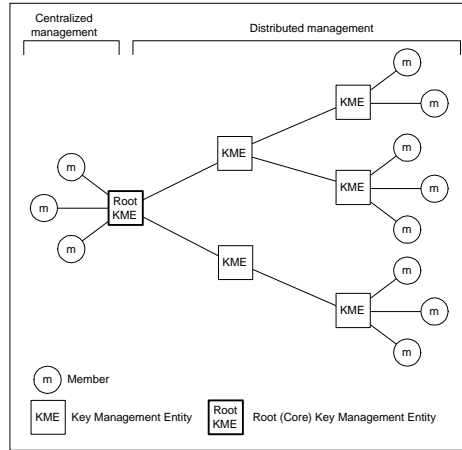 Centralized
management
Distributed management
m
KME
m
KME
m
m
KME
m
m
Root
KME
m
m
m
KME
m
KME
m
m
m Member
KME Key Management Entity
Root
KME
Root (Core) Key Management Entity